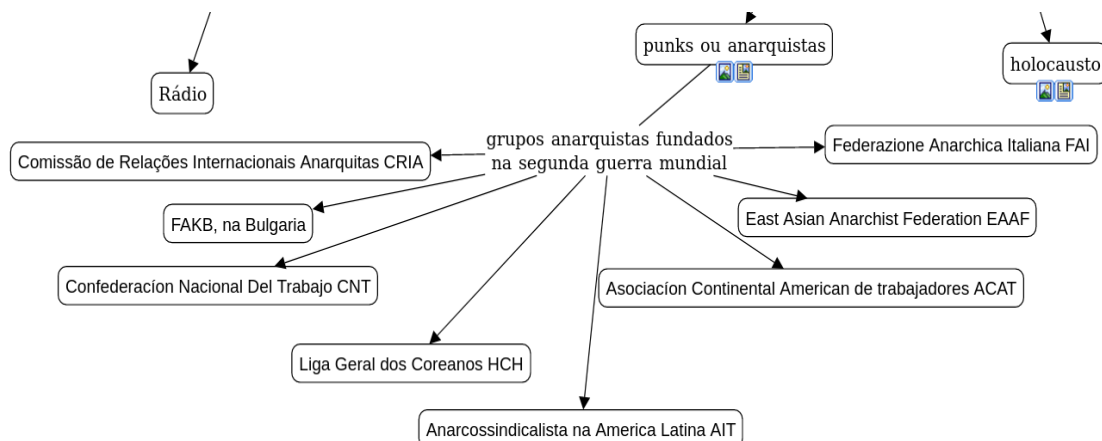 punks ou anarquistas
holocausto
Rádio
grupos anarquistas fundados
na segunda guerra mundial
Federazione Anarchica Italiana FAI
Comissão de Relações Internacionais Anarquitas CRIA
FAKB, na Bulgaria
East Asian Anarchist Federation EAAF
Confederacíon Nacional Del Trabajo CNT
Asociacíon Continental American de trabajadores ACAT
Liga Geral dos Coreanos HCH
Anarcossindicalista na America Latina AIT